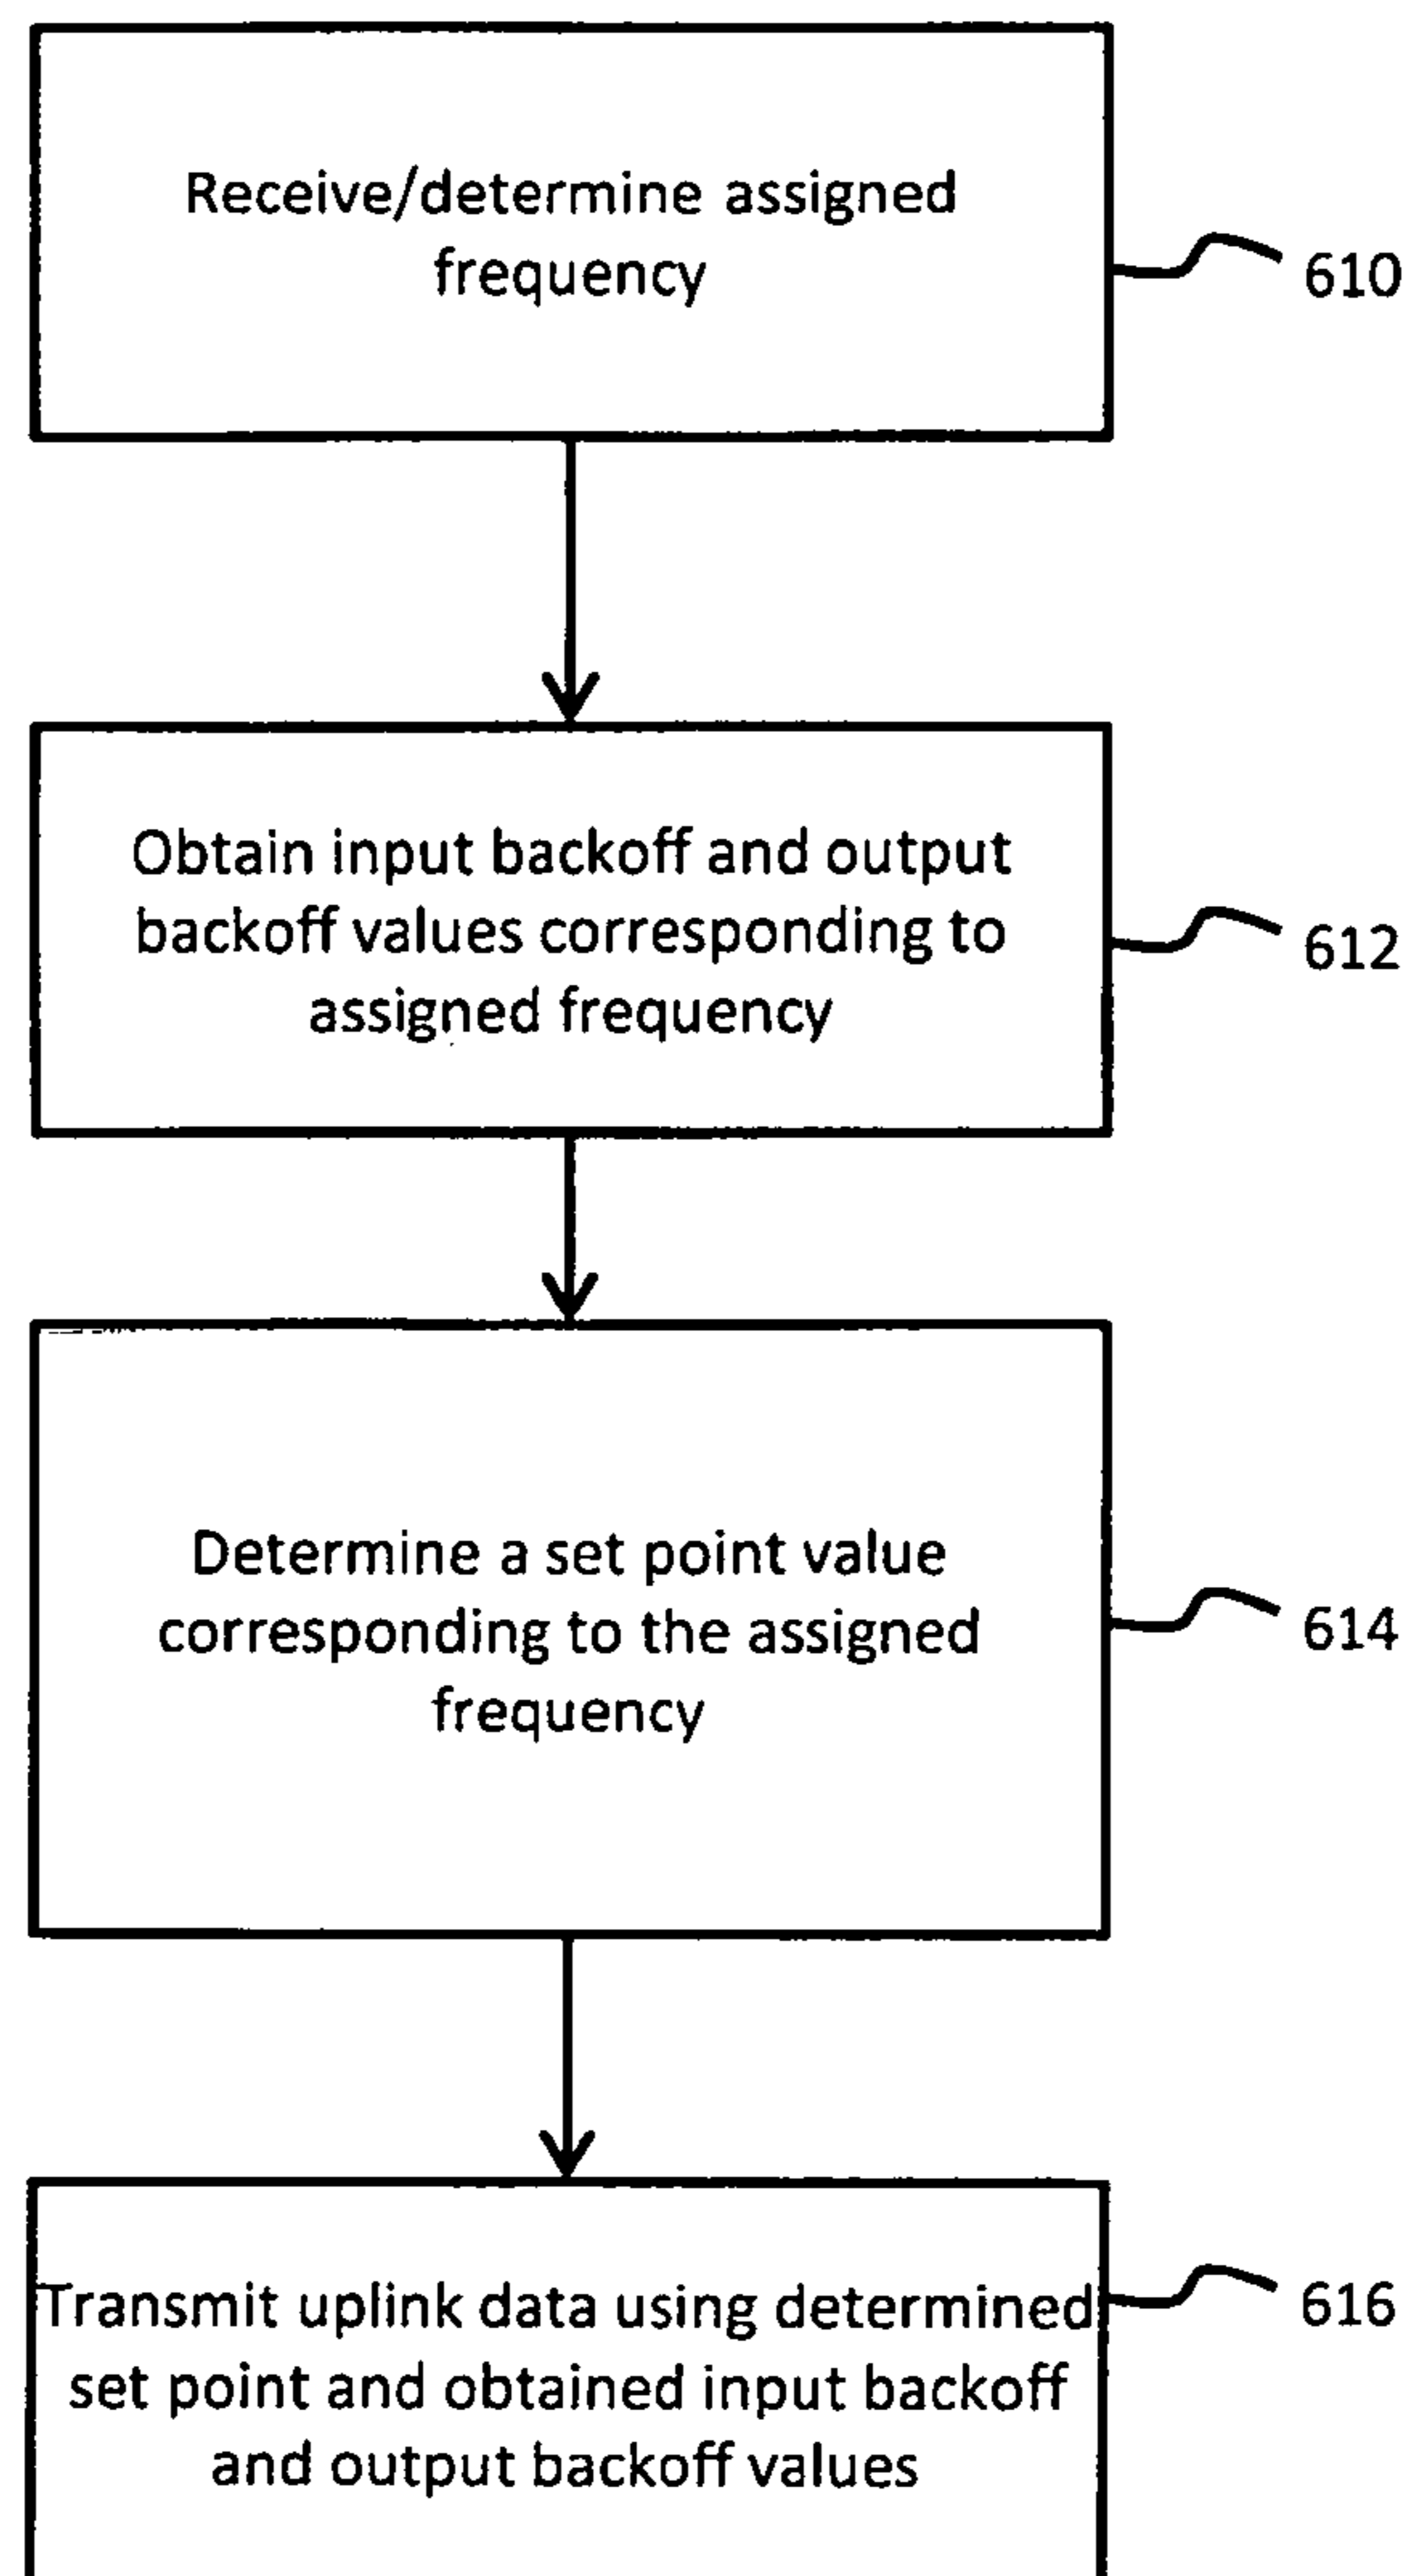 Receive/determine assigned
frequency
610
Obtain input backoff and output
backoff values corresponding to
assigned frequency
612
Determine a set point value
corresponding to the assigned
frequency
614
Transmit uplink data using determined
set point and obtained input backoff
and output backoff values
616